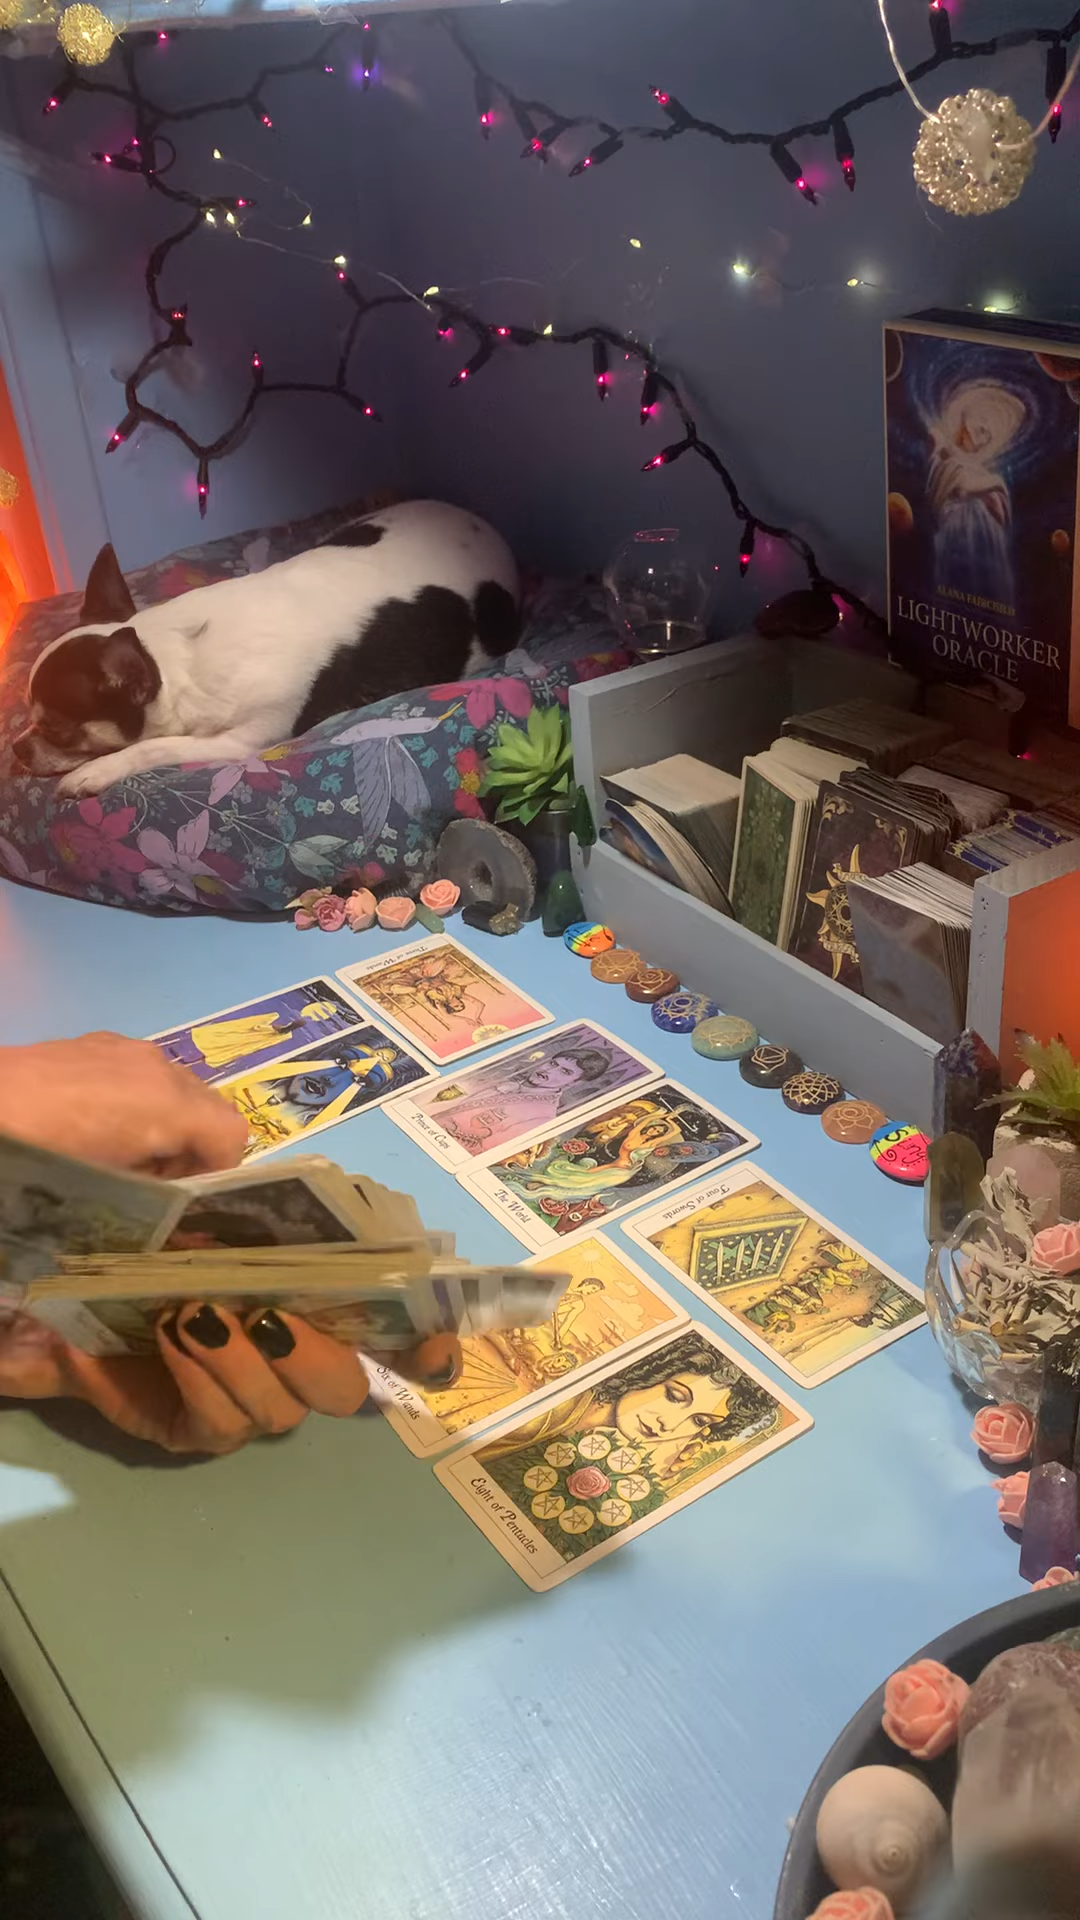 ALANA FAIRCHILD
LIGHTWORKER
ORACLE
of Wands
Prince of Cups
The World
Four of Swords
Six of Wands
Eight of Pentacles